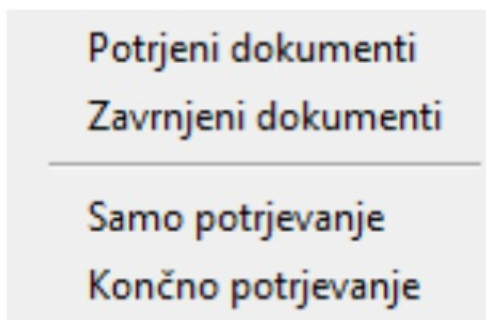 Potrjeni dokumenti
Zavrnjeni dokumenti
Samo potrjevanje
Končno potrjevanje